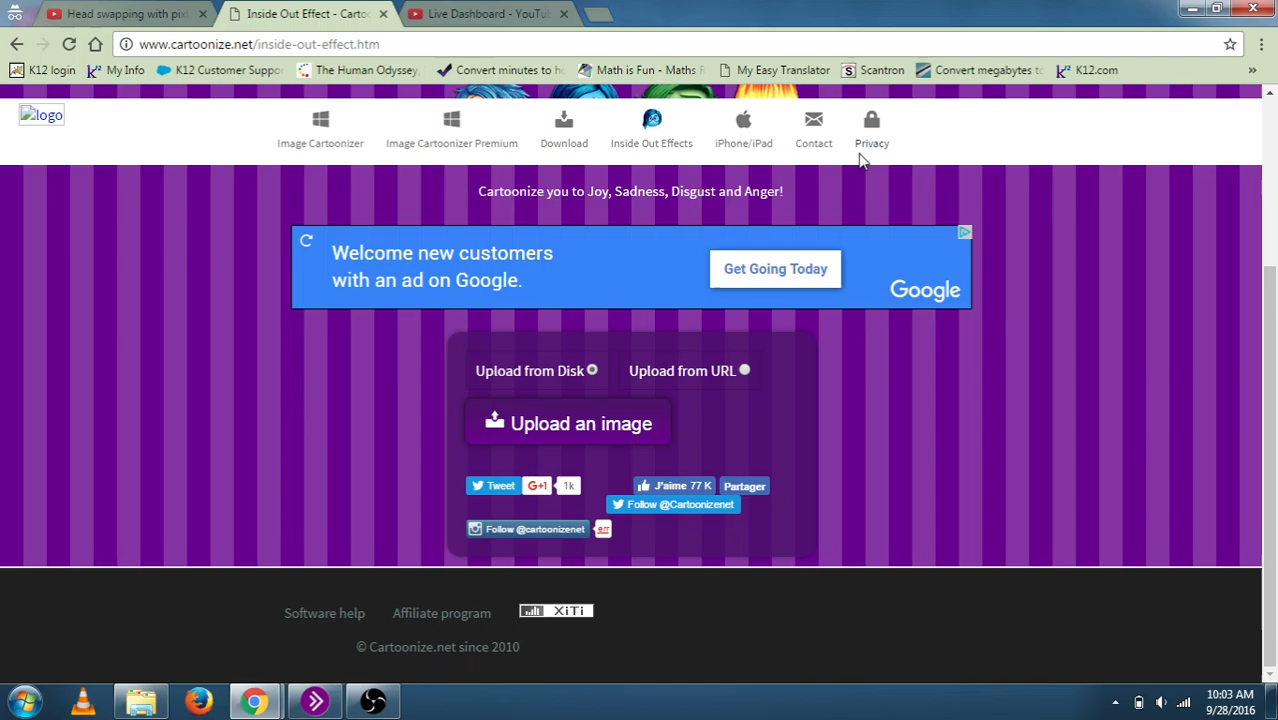 Head swapping with pix
Inside Out Effect - Carto
Live Dashboard - YouTu
www.cartoonize.net/inside-out-effect.htm
K12 login
My Info
K12 Customer Suppo
The Human Odyssey,
Convert minutes to h
Math is Fun - Maths R
My Easy Translator
Scantron
Convert megabytes to
K12.com
»
logo
Image Cartoonizer
Image Cartoonizer Premium
Download
Inside Out Effects
iPhone/iPad
Contact
Privacy
Cartoonize you to Joy, Sadness, Disgust and Anger!
Welcome new customers
with an ad on Google.
Get Going Today
Google
Upload from Disk
Upload from URL
Upload an image
Tweet
G+1
1k
J'aime 77 K
Partager
Follow @Cartoonizenet
Follow @cartoonizenet
err
Software help
Affiliate program
XiTi
© Cartoonize.net since 2010
10:03 AM
9/28/2016